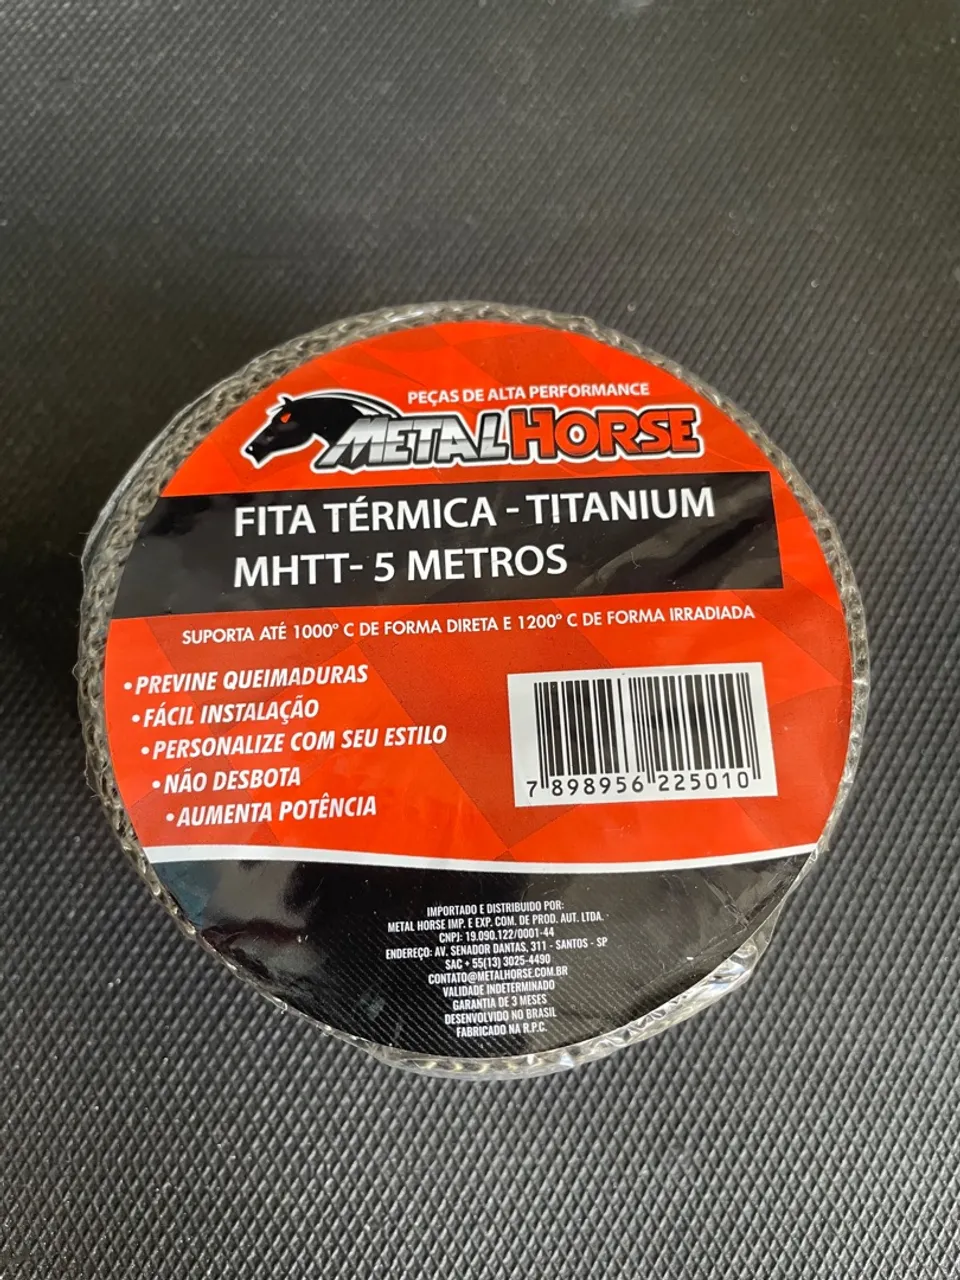 PEÇAS DE ALTA PERFORMANCE
METALHORSE
FITA TÉRMICA - TITANIUM
MHTT- 5 METROS
SUPORTA ATÉ 1000° C DE FORMA DIRETA E 1200° C DE FORMA IRRADIADA
• PREVINE QUEIMADURAS
• FÁCIL INSTALAÇÃO
• PERSONALIZE COM SEU ESTILO
• NÃO DESBOTA
• AUMENTA POTÊNCIA
7 898956 225010
IMPORTADO E DISTRIBUIDO POR:
METAL HORSE IMP. E EXP. COM. DE PROD. AUT. LTDA.
CNPJ: 19.090.122/0001-44
ENDEREÇO: AV. SENADOR DANTAS, 311 - SANTOS - SP
SAC + 55(13) 3025-4490
CONTATO@METALHORSE.COM.BR
VALIDADE INDETERMINADO
GARANTIA DE 3 MESES
DESENVOLVIDO NO BRASIL
FABRICADO NA R.P.C.